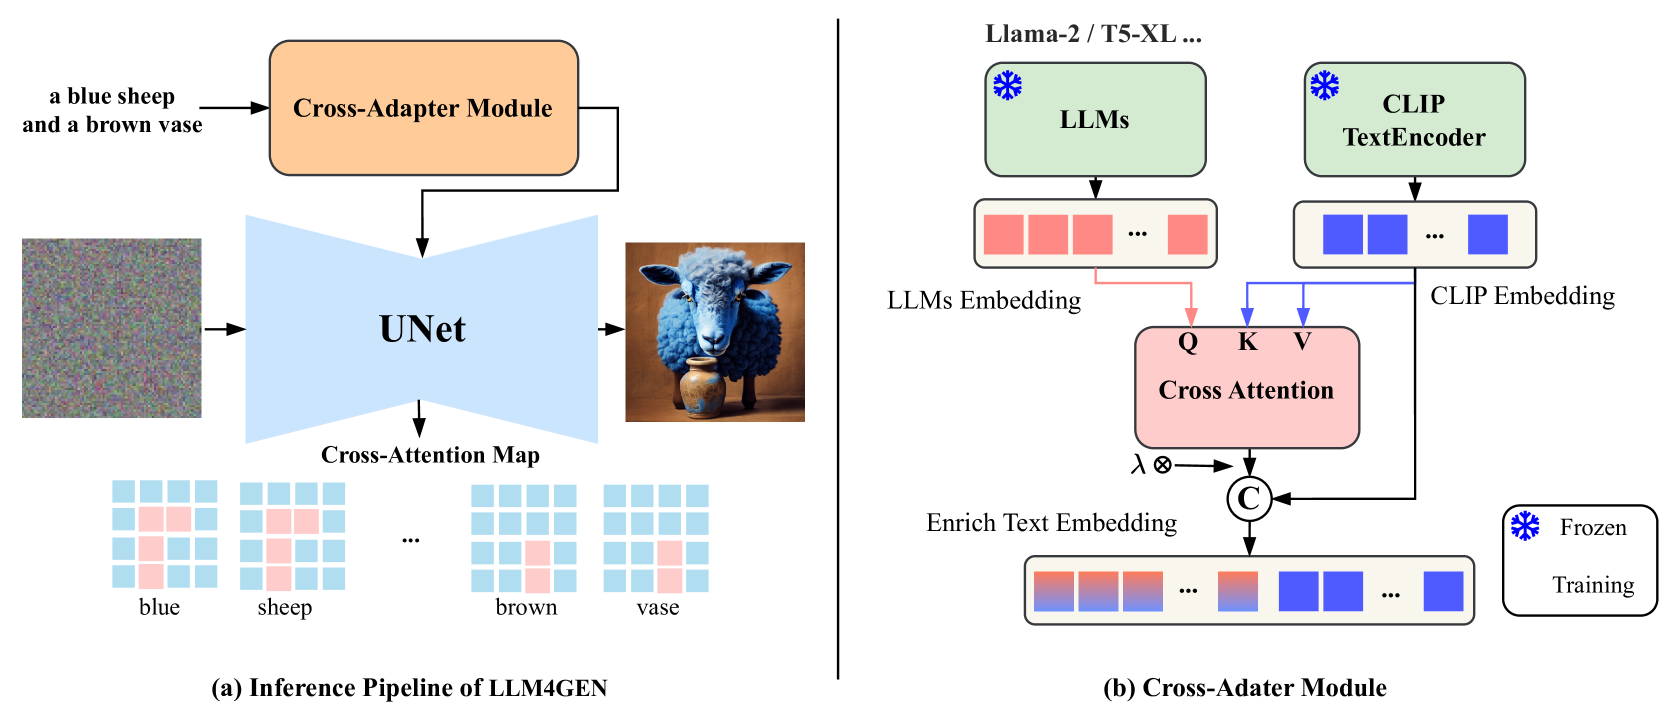 a blue sheep
and a brown vase
Cross-Adapter Module
UNet
Cross-Attention Map
...
blue
sheep
brown
vase
(a) Inference Pipeline of LLM4GEN
Llama-2 / T5-XL ...
LLMs
CLIP
TextEncoder
...
...
LLMs Embedding
CLIP Embedding
Q K V
Cross Attention
λ ⊗
C
Enrich Text Embedding
... ...
Frozen
Training
(b) Cross-Adater Module